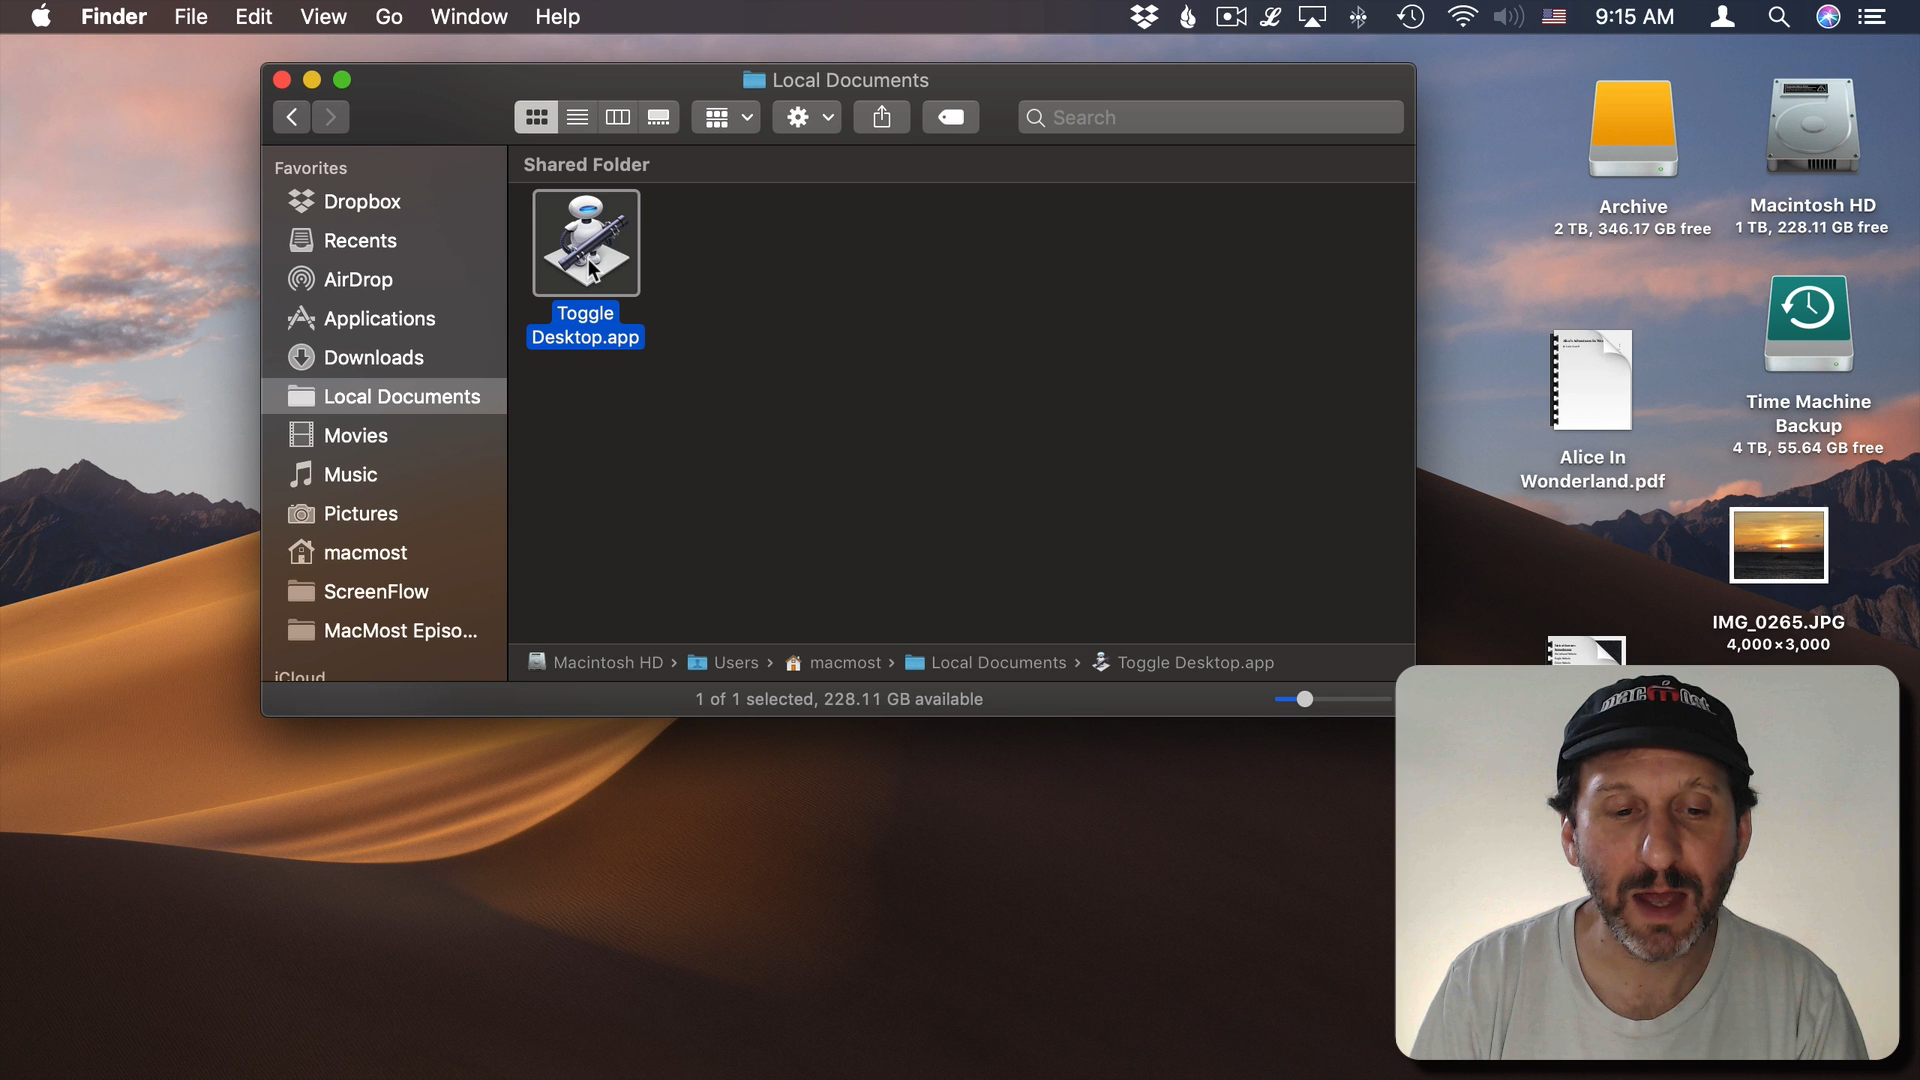 Finder File Edit View Go Window Help 9:15 AM
Local Documents
Search
Favorites
Dropbox
Recents
AirDrop
Applications
Downloads
Local Documents
Movies
Music
Pictures
macmost
ScreenFlow
MacMost Episo...
iCloud
Shared Folder
Toggle
Desktop.app
Macintosh HD › Users › macmost › Local Documents › Toggle Desktop.app
1 of 1 selected, 228.11 GB available
Archive
2 TB, 346.17 GB free
Macintosh HD
1 TB, 228.11 GB free
Time Machine
Backup
4 TB, 55.64 GB free
Alice In
Wonderland.pdf
IMG_0265.JPG
4,000×3,000
macmost